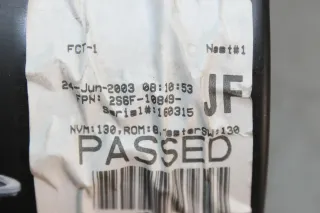 FCT-1 Nest#1
24-Jun-2003 08:10:53
FPN: 2S6F-10849-
Serial#:160315
JF
NVM:130,ROM:8, 130
PASSED